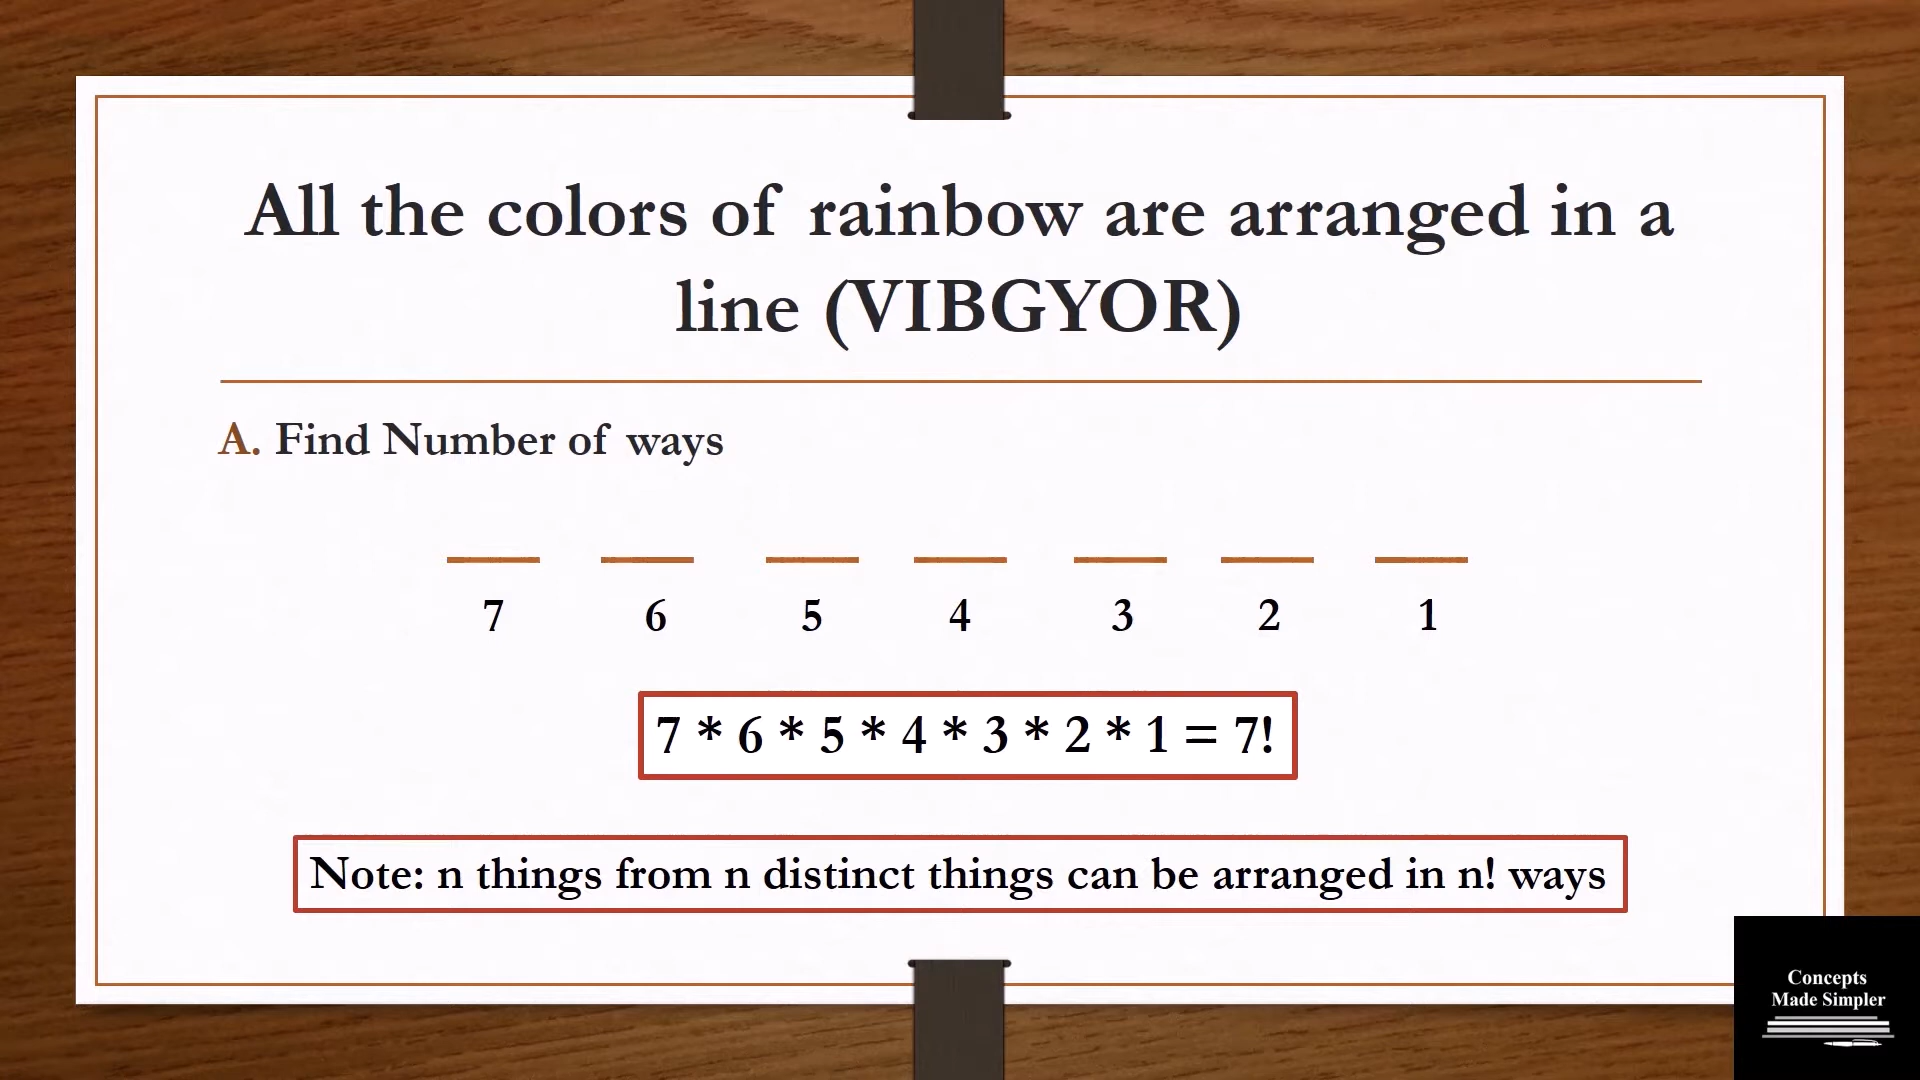 All the colors of rainbow are arranged in a
line (VIBGYOR)
A. Find Number of ways
7 6 5 4 3 2 1
7 * 6 * 5 * 4 * 3 * 2 * 1 = 7!
Note: n things from n distinct things can be arranged in n! ways
Concepts
Made Simpler